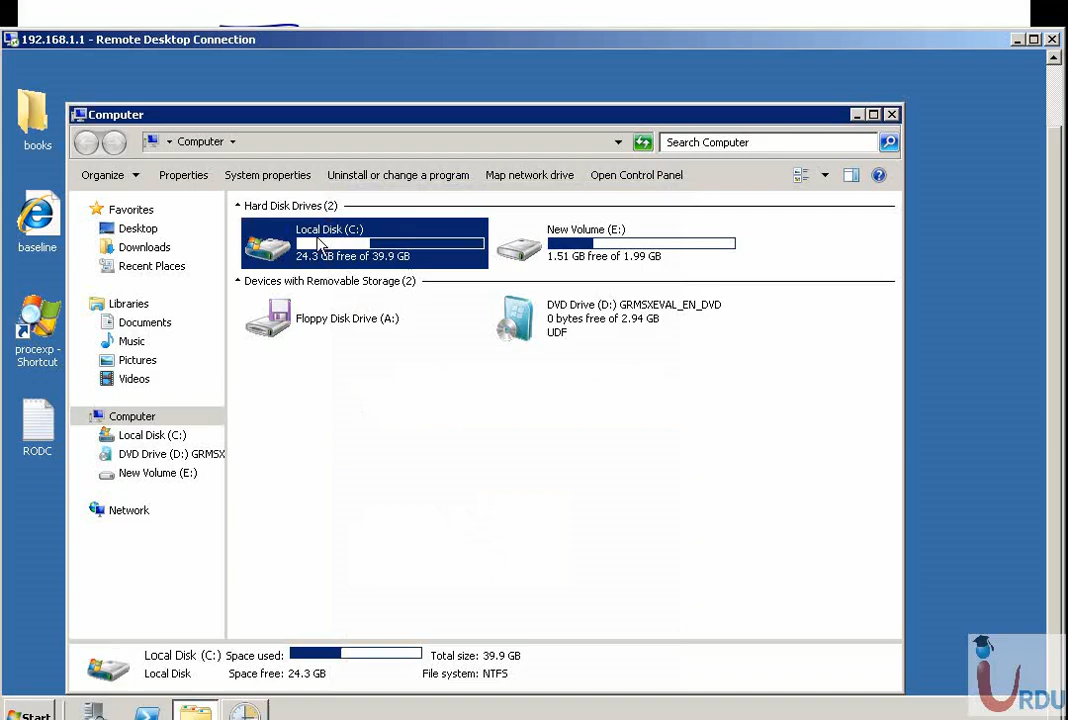 192.168.1.1 - Remote Desktop Connection
books
baseline
procexp - Shortcut
RODC
Computer
Computer
Search Computer
Organize
Properties
System properties
Uninstall or change a program
Map network drive
Open Control Panel
Favorites
Desktop
Downloads
Recent Places
Libraries
Documents
Music
Pictures
Videos
Computer
Local Disk (C:)
DVD Drive (D:) GRMSX
New Volume (E:)
Network
Hard Disk Drives (2)
Local Disk (C:)
24.3 GB free of 39.9 GB
New Volume (E:)
1.51 GB free of 1.99 GB
Devices with Removable Storage (2)
Floppy Disk Drive (A:)
DVD Drive (D:) GRMSXEVAL_EN_DVD
0 bytes free of 2.94 GB
UDF
Local Disk (C:) Space used: Total size: 39.9 GB
Local Disk Space free: 24.3 GB File system: NTFS
Start
URDU